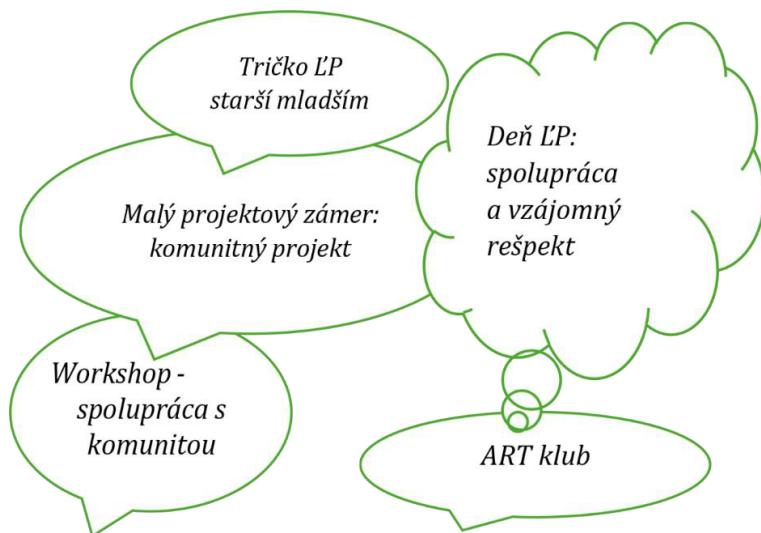 Tričko ĽP
starší mladším
Deň ĽP:
spolupráca
a vzájomný
rešpekt
Malý projektový zámer:
komunitný projekt
Workshop -
spolupráca s
komunitou
ART klub